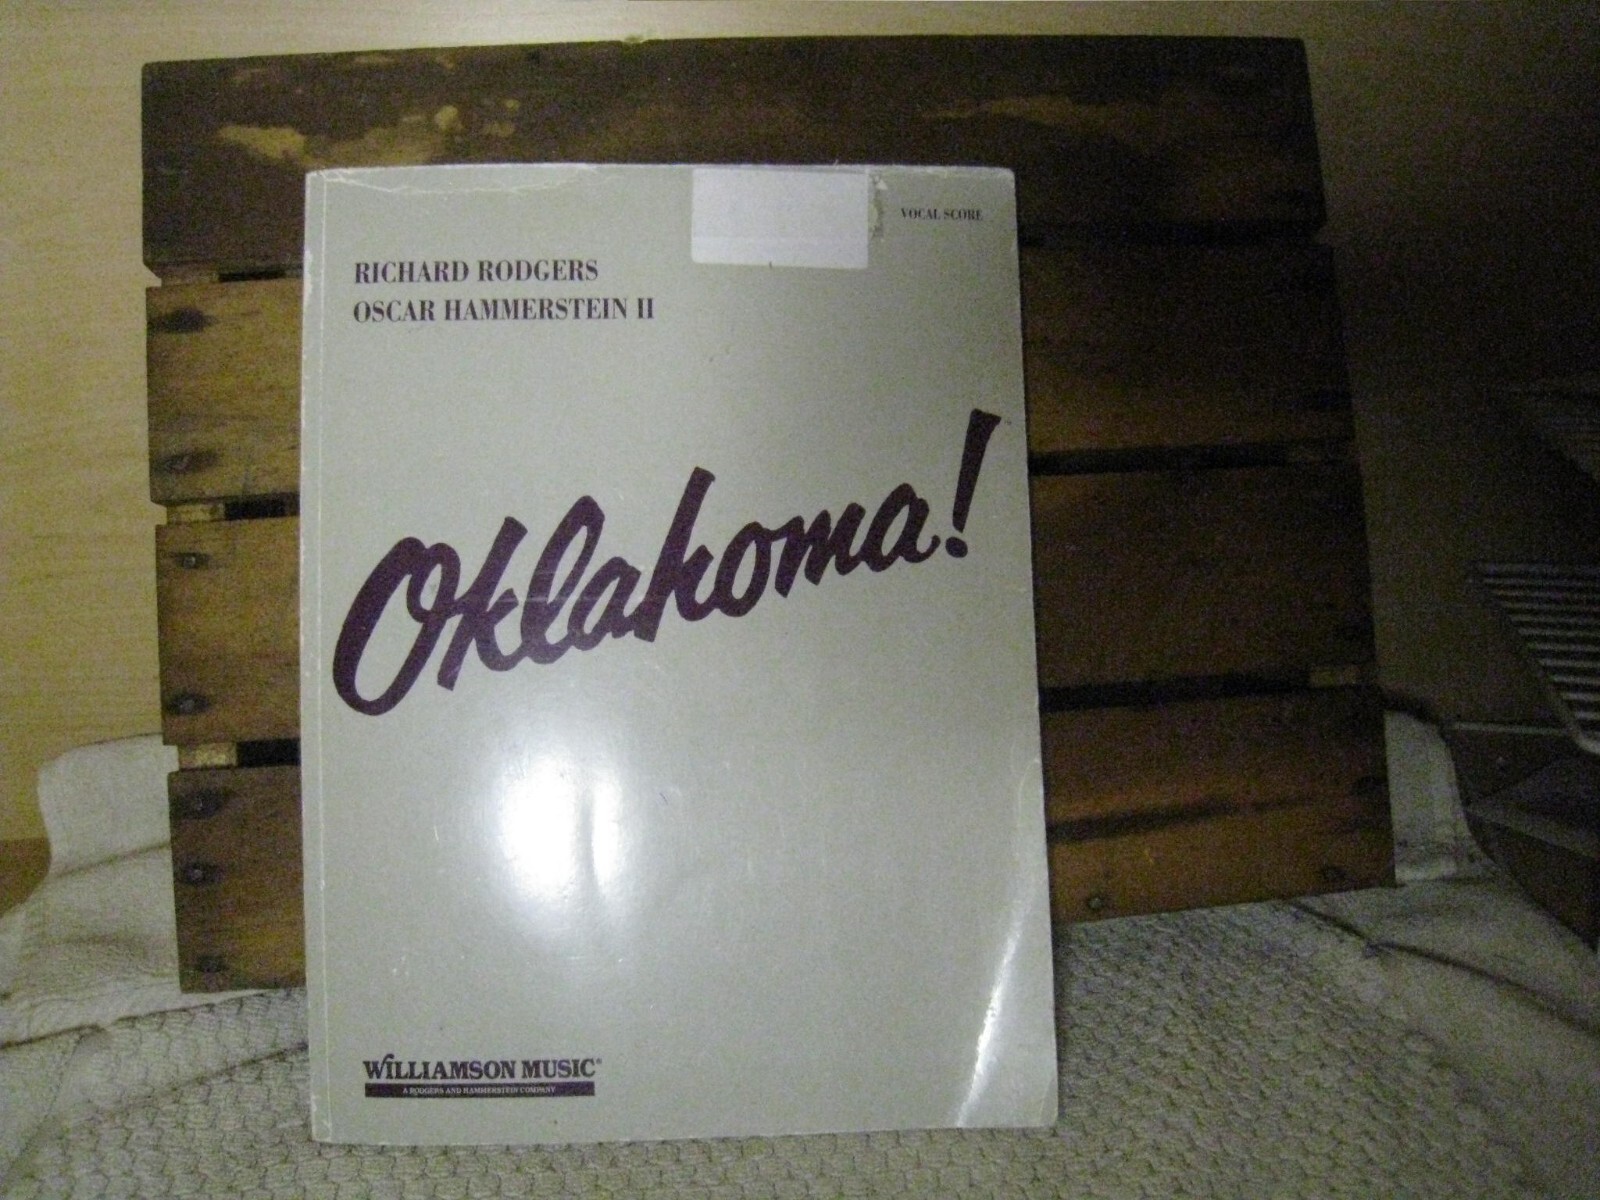 VOCAL SCORE
RICHARD RODGERS
OSCAR HAMMERSTEIN II
Oklahoma!
WILLIAMSON MUSIC®
A RODGERS AND HAMMERSTEIN COMPANY